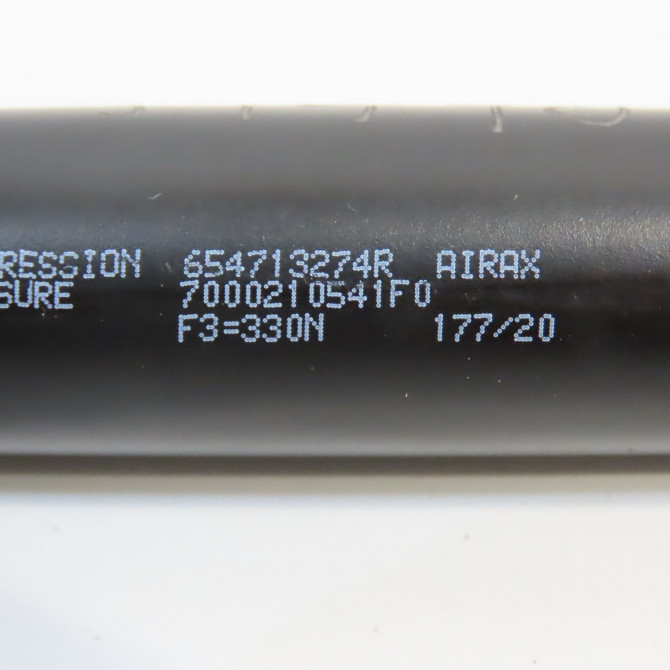 RESSION 654713274R AIRAX
SURE 7000210541F0
F3=330N 177/20